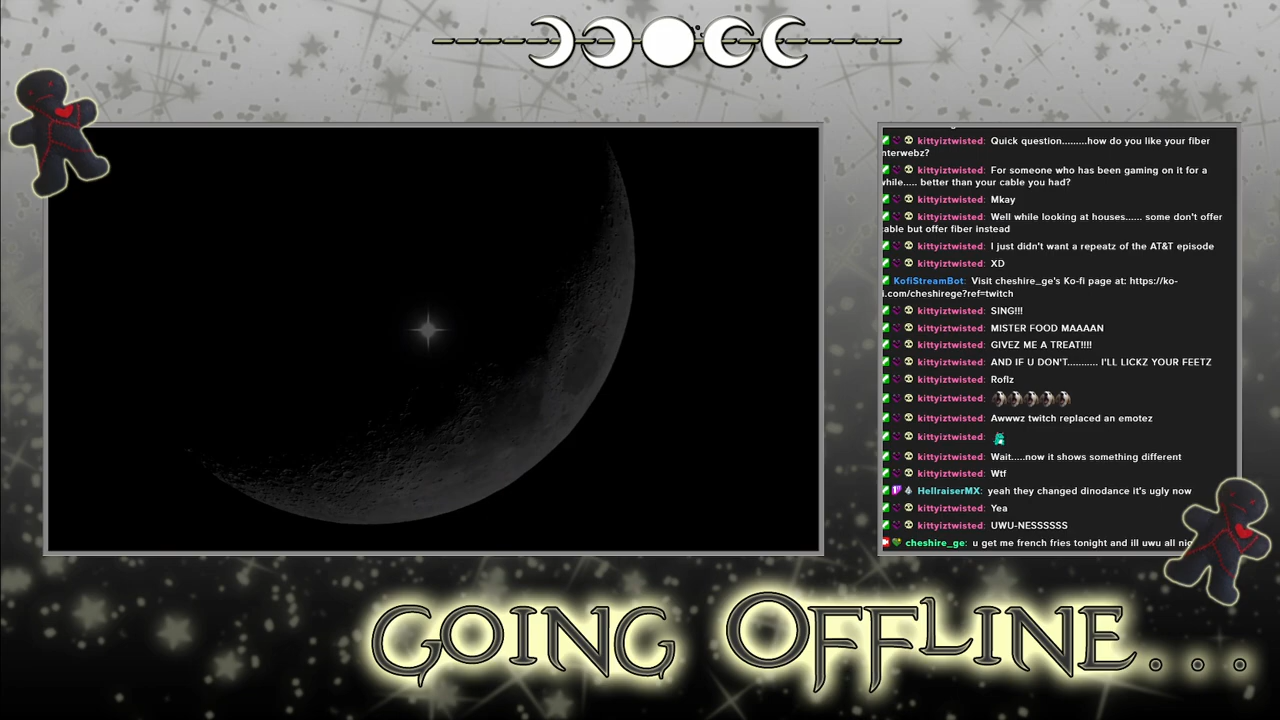 kittyiztwisted: Quick question.........how do you like your fiber
nterwebz?
kittyiztwisted: For someone who has been gaming on it for a
while..... better than your cable you had?
kittyiztwisted: Mkay
kittyiztwisted: Well while looking at houses...... some don't offer
able but offer fiber instead
kittyiztwisted: I just didn't want a repeatz of the AT&T episode
kittyiztwisted: XD
KofiStreamBot: Visit cheshire_ge's Ko-fi page at: https://ko-
i.com/cheshirege?ref=twitch
kittyiztwisted: SING!!!
kittyiztwisted: MISTER FOOD MAAAAN
kittyiztwisted: GIVEZ ME A TREAT!!!!
kittyiztwisted: AND IF U DON'T........... I'LL LICKZ YOUR FEETZ
kittyiztwisted: Roflz
kittyiztwisted:
kittyiztwisted: Awwwz twitch replaced an emotez
kittyiztwisted:
kittyiztwisted: Wait.....now it shows something different
kittyiztwisted: Wtf
HellraiserMX: yeah they changed dinodance it's ugly now
kittyiztwisted: Yea
kittyiztwisted: UWU-NESSSSSS
cheshire_ge: u get me french fries tonight and ill uwu all nig
GOING OFFLINE...